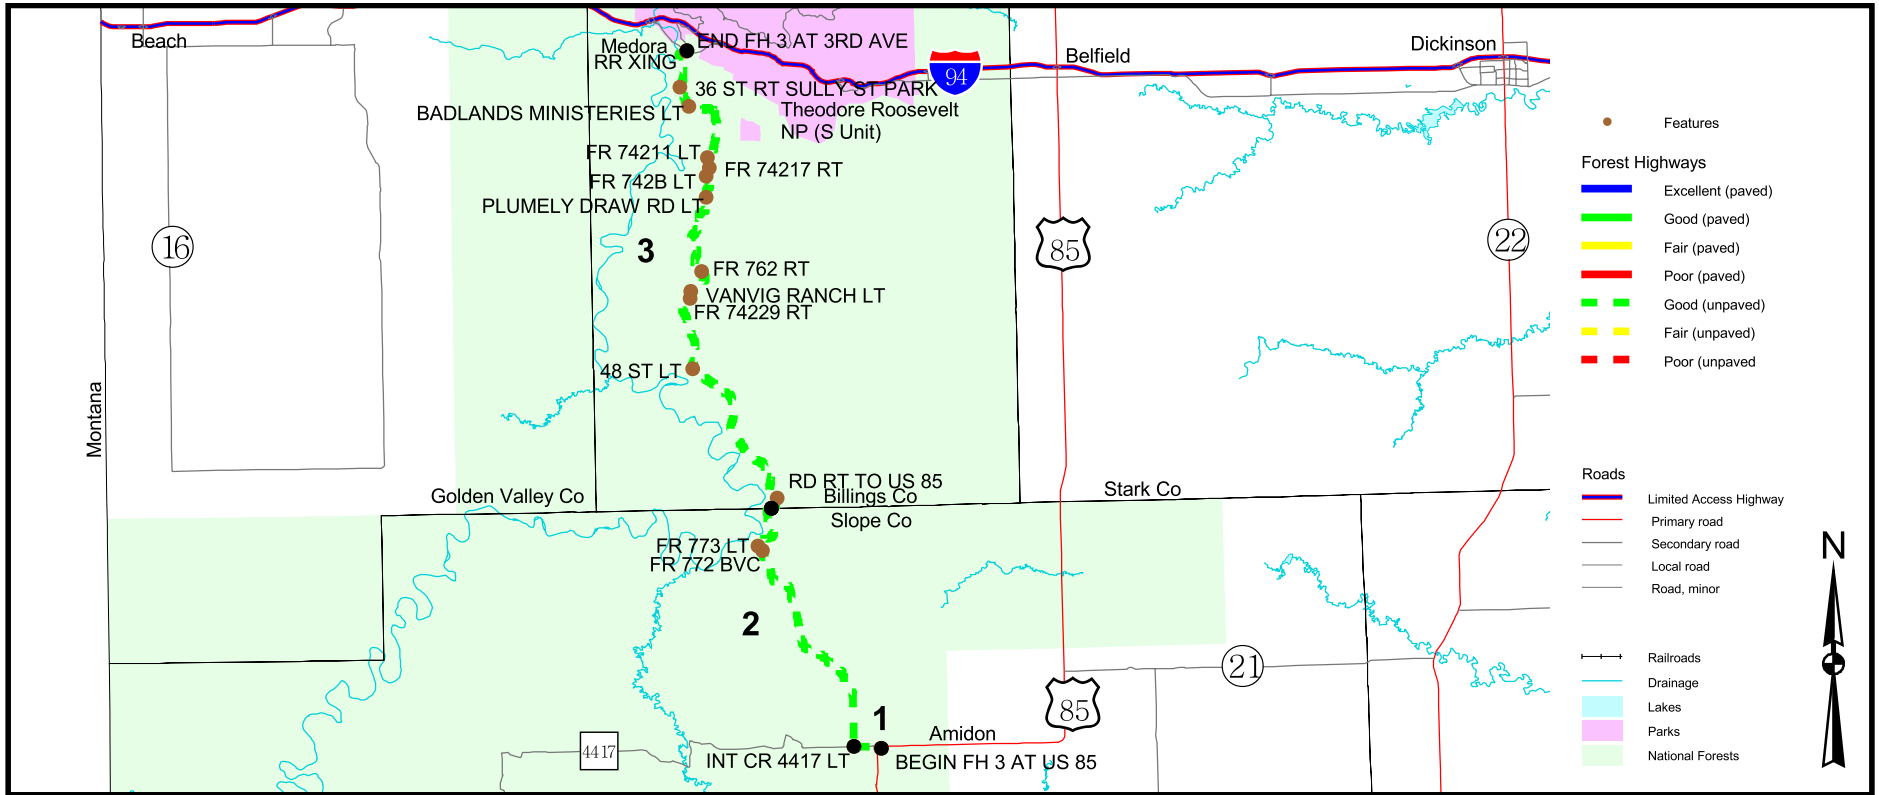 Beach
Medora
RR XING
END FH 3 AT 3RD AVE
94
Belfield
Dickinson
36 ST RT SULLY ST PARK
BADLANDS MINISTERIES LT
Theodore Roosevelt
NP (S Unit)
FR 74211 LT
FR 74217 RT
FR 742B LT
PLUMELY DRAW RD LT
16
3
85
22
FR 762 RT
VANVIG RANCH LT
FR 74229 RT
48 ST LT
Montana
RD RT TO US 85
Golden Valley Co
Billings Co
Stark Co
Slope Co
FR 773 LT
FR 772 BVC
2
21
85
1
Amidon
4417
INT CR 4417 LT
BEGIN FH 3 AT US 85
Features
Forest Highways
Excellent (paved)
Good (paved)
Fair (paved)
Poor (paved)
Good (unpaved)
Fair (unpaved)
Poor (unpaved
Roads
Limited Access Highway
Primary road
Secondary road
Local road
Road, minor
Railroads
Drainage
Lakes
Parks
National Forests
N